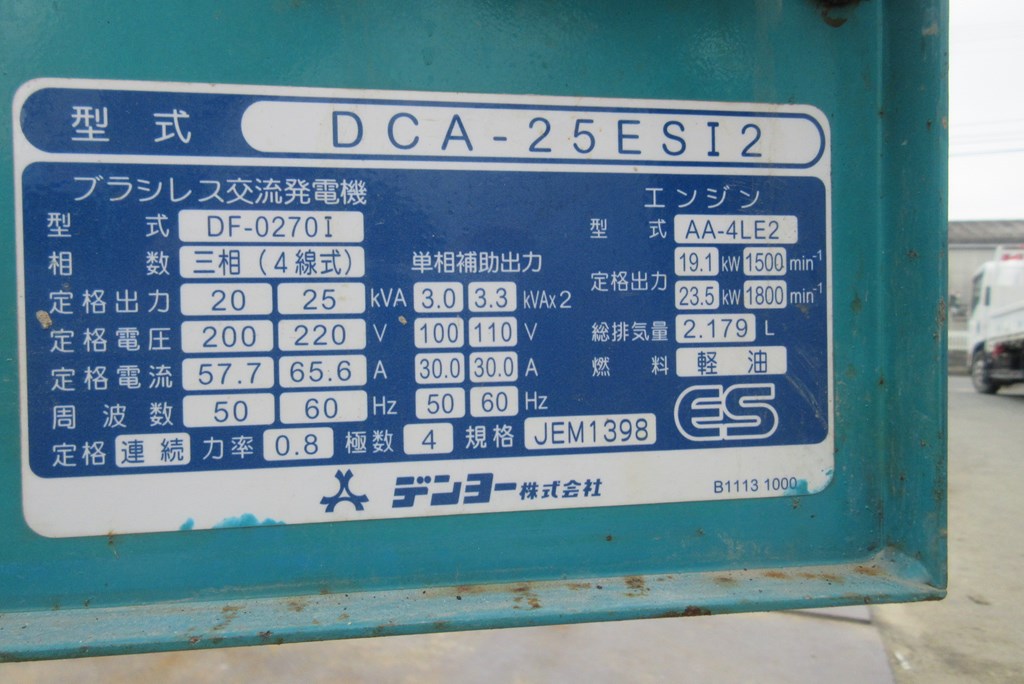 型式 DCA-25ESI2
ブラシレス交流発電機
型式 DF-0270I
相数 三相(4線式)
定格出力 20 25 kVA
定格電圧 200 220 V
定格電流 57.7 65.6 A
周波数 50 60 Hz
単相補助出力
3.0 3.3 kVAx2
100 110 V
30.0 30.0 A
50 60 Hz
定格 連続 力率 0.8 極数 4 規格 JEM1398
エンジン
型式 AA-4LE2
定格出力 19.1 kW 1500 min-1
23.5 kW 1800 min-1
総排気量 2.179 L
燃料 軽油
ES
デンヨー株式会社
B1113 1000